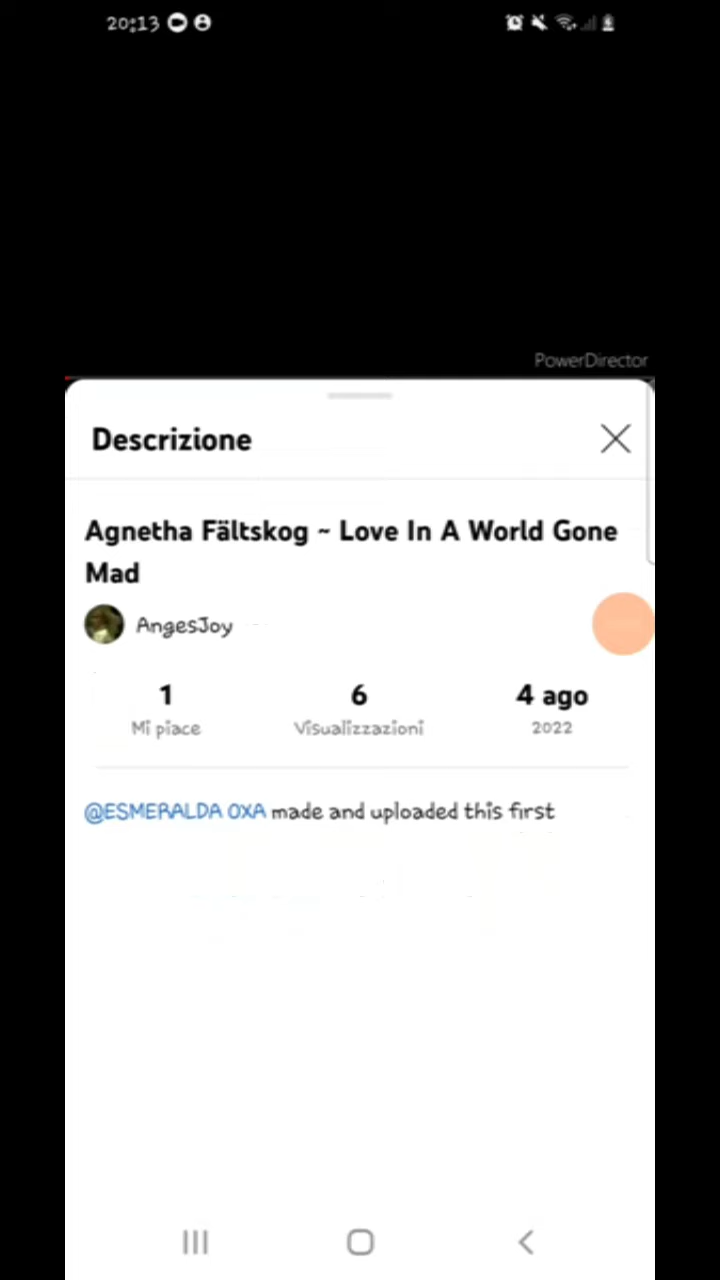 20:13
PowerDirector
Descrizione
Agnetha Fältskog ~ Love In A World Gone
Mad
AngesJoy
1 6 4 ago
Mi piace Visualizzazioni 2022
@ESMERALDA OXA made and uploaded this first